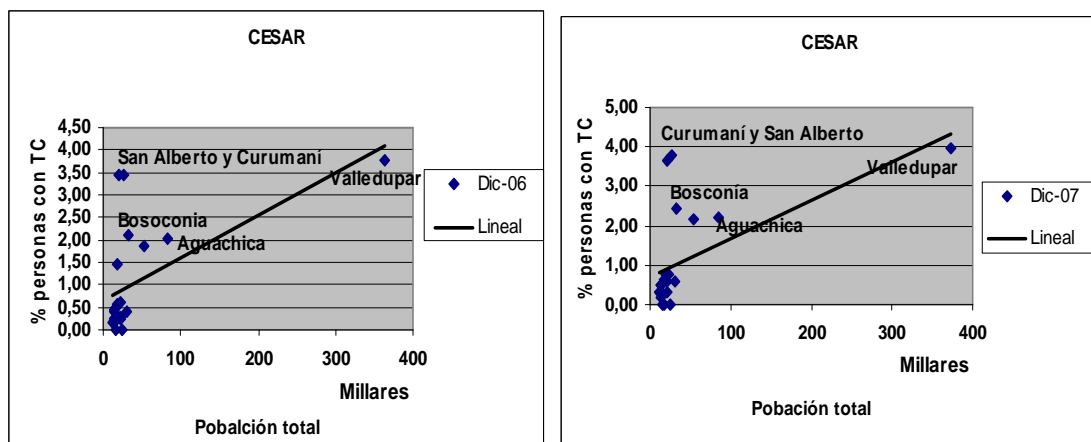 CESAR
% personas con TC
4,50
4,00
3,50
3,00
2,50
2,00
1,50
1,00
0,50
0,00
San Alberto y Curumaní
Valledupar
Bosoconia
Aguachica
0
100
200
300
400
Millares
Pobalción total
Dic-06
Lineal
CESAR
% personas con TC
5,00
4,00
3,00
2,00
1,00
0,00
Curumaní y San Alberto
Valledupar
Bosconía
Aguachica
0
100
200
300
400
Millares
Pobación total
Dic-07
Lineal